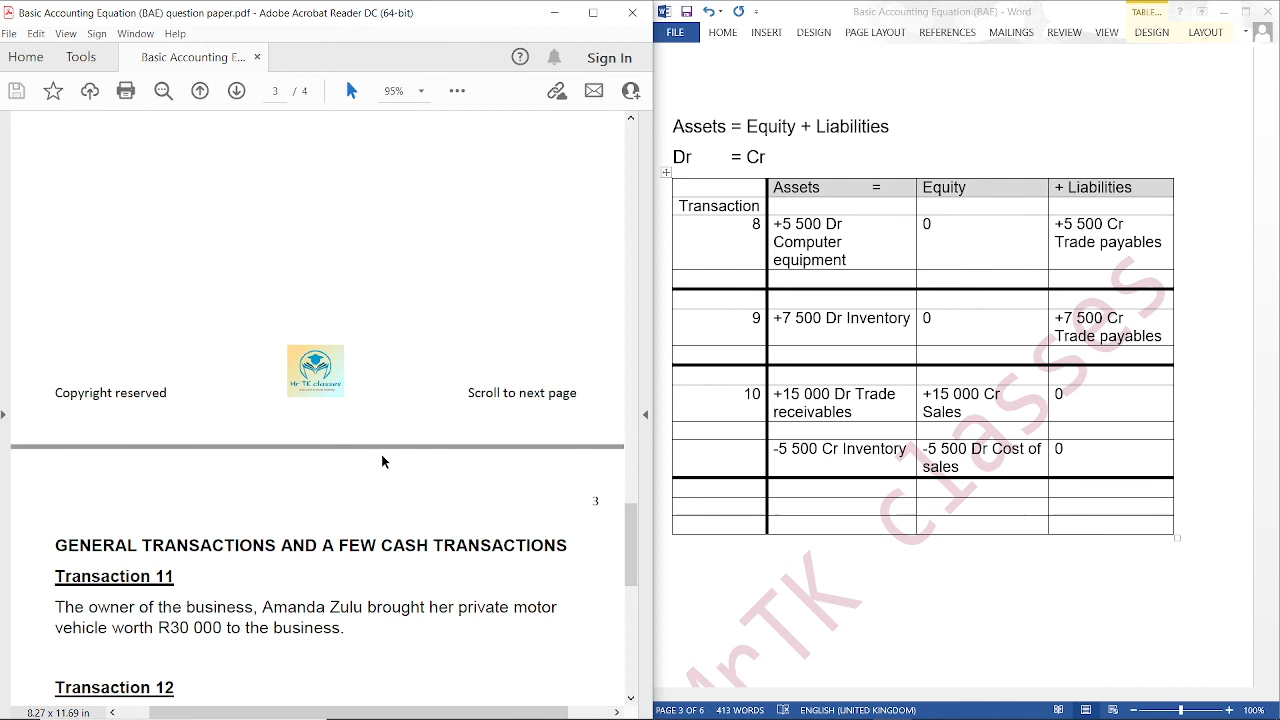 Basic Accounting Equation (BAE) question paper.pdf - Adobe Acrobat Reader DC (64-bit)
File Edit View Sign Window Help
Home Tools Basic Accounting E... × Sign In
3 / 4 95%
8.27 x 11.69 in
Copyright reserved
Mr TK classes
Scroll to next page
3
GENERAL TRANSACTIONS AND A FEW CASH TRANSACTIONS
Transaction 11
The owner of the business, Amanda Zulu brought her private motor
vehicle worth R30 000 to the business.
Transaction 12
Basic Accounting Equation (BAE) - Word
TABLE...
FILE HOME INSERT DESIGN PAGE LAYOUT REFERENCES MAILINGS REVIEW VIEW DESIGN LAYOUT
Assets = Equity + Liabilities
Dr = Cr
Assets = Equity + Liabilities
Transaction
8 +5 500 Dr 0 +5 500 Cr
Computer Trade payables
equipment
9 +7 500 Dr Inventory 0 +7 500 Cr
Trade payables
10 +15 000 Dr Trade +15 000 Cr 0
receivables Sales
-5 500 Cr Inventory -5 500 Dr Cost of 0
sales
MrTK classes
PAGE 3 OF 6 413 WORDS ENGLISH (UNITED KINGDOM) 100%